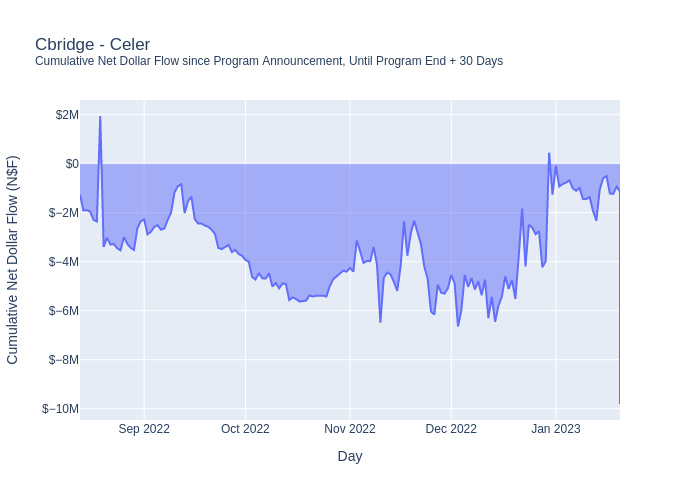 Cbridge - Celer
Cumulative Net Dollar Flow since Program Announcement, Until Program End + 30 Days
Cumulative Net Dollar Flow (N$F)
$2M
$0
$−2M
$−4M
$−6M
$−8M
$−10M
Sep 2022
Oct 2022
Nov 2022
Dec 2022
Jan 2023
Day